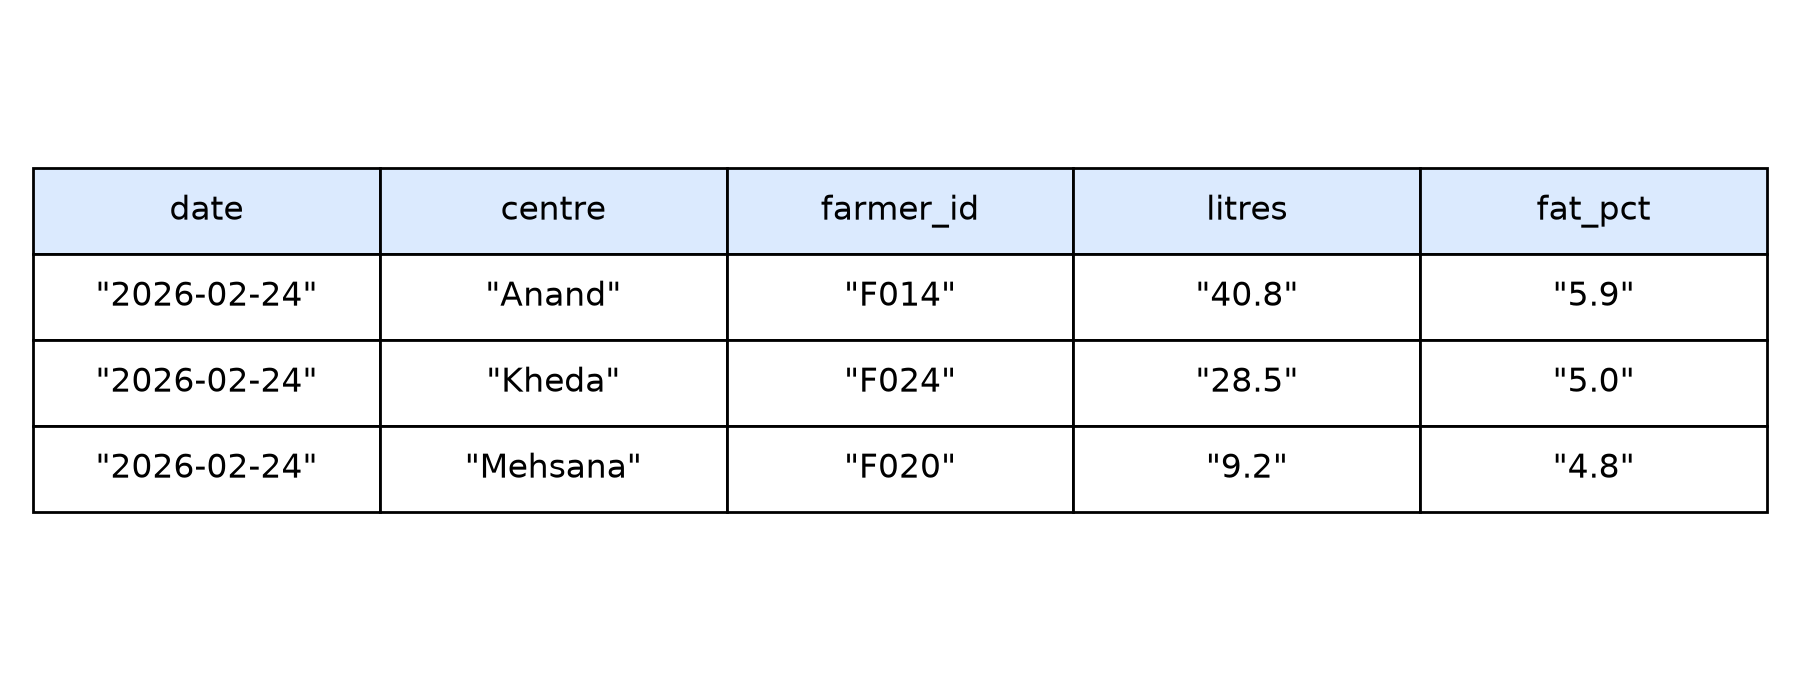 date centre farmer_id litres fat_pct
"2026-02-24" "Anand" "F014" "40.8" "5.9"
"2026-02-24" "Kheda" "F024" "28.5" "5.0"
"2026-02-24" "Mehsana" "F020" "9.2" "4.8"